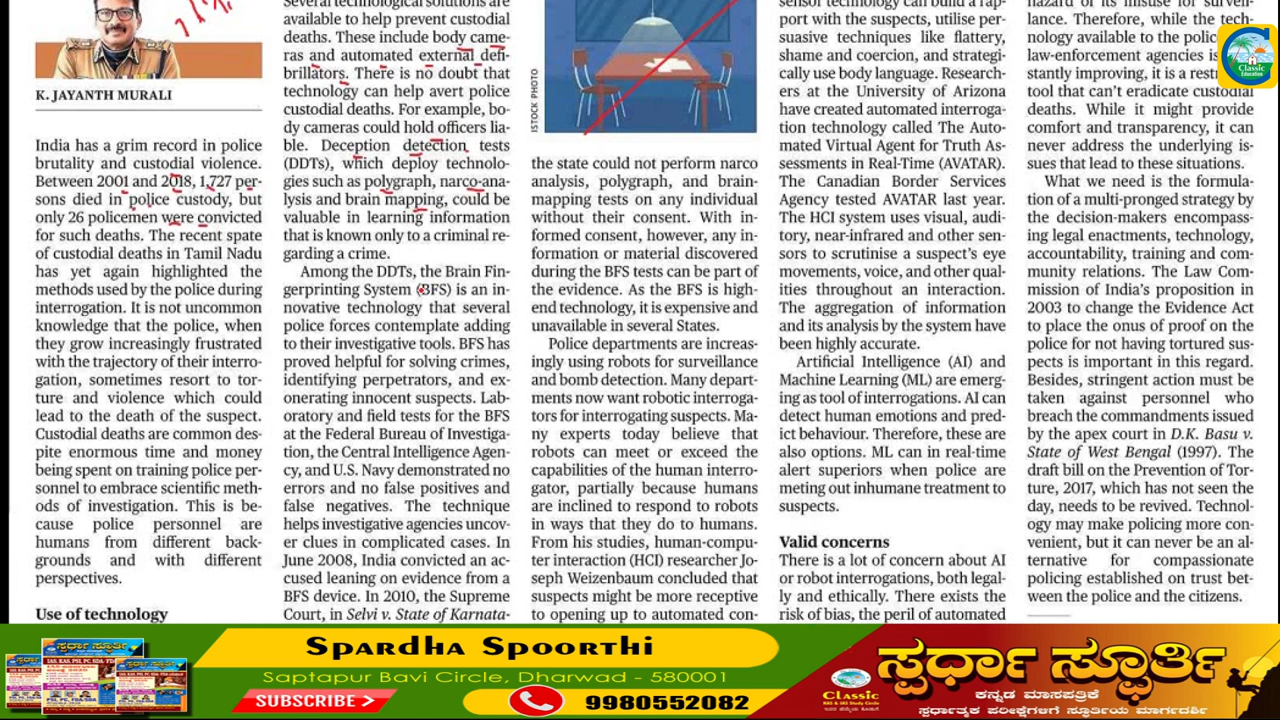 K. JAYANTH MURALI
India has a grim record in police
brutality and custodial violence.
Between 2001 and 2018, 1,727 per-
sons died in police custody, but
only 26 policemen were convicted
for such deaths. The recent spate
of custodial deaths in Tamil Nadu
has yet again highlighted the
methods used by the police during
interrogation. It is not uncommon
knowledge that the police, when
they grow increasingly frustrated
with the trajectory of their interro-
gation, sometimes resort to tor-
ture and violence which could
lead to the death of the suspect.
Custodial deaths are common des-
pite enormous time and money
being spent on training police per-
sonnel to embrace scientific meth-
ods of investigation. This is be-
cause police personnel are
humans from different back-
grounds and with different
perspectives.
Use of technology
Several technological solutions are
available to help prevent custodial
deaths. These include body came-
ras and automated external defi-
brillators. There is no doubt that
technology can help avert police
custodial deaths. For example, bo-
dy cameras could hold officers lia-
ble. Deception detection tests
(DDTs), which deploy technolo-
gies such as polygraph, narco-ana-
lysis and brain mapping, could be
valuable in learning information
that is known only to a criminal re-
garding a crime.
Among the DDTs, the Brain Fin-
gerprinting System (BFS) is an in-
novative technology that several
police forces contemplate adding
to their investigative tools. BFS has
proved helpful for solving crimes,
identifying perpetrators, and ex-
onerating innocent suspects. Lab-
oratory and field tests for the BFS
at the Federal Bureau of Investiga-
tion, the Central Intelligence Agen-
cy, and U.S. Navy demonstrated no
errors and no false positives and
false negatives. The technique
helps investigative agencies uncov-
er clues in complicated cases. In
June 2008, India convicted an ac-
cused leaning on evidence from a
BFS device. In 2010, the Supreme
Court, in Selvi v. State of Karnata-
ISTOCK PHOTO
the state could not perform narco
analysis, polygraph, and brain-
mapping tests on any individual
without their consent. With in-
formed consent, however, any in-
formation or material discovered
during the BFS tests can be part of
the evidence. As the BFS is high-
end technology, it is expensive and
unavailable in several States.
Police departments are increas-
ingly using robots for surveillance
and bomb detection. Many depart-
ments now want robotic interroga-
tors for interrogating suspects. Ma-
ny experts today believe that
robots can meet or exceed the
capabilities of the human interro-
gator, partially because humans
are inclined to respond to robots
in ways that they do to humans.
From his studies, human-compu-
ter interaction (HCI) researcher Jo-
seph Weizenbaum concluded that
suspects might be more receptive
to opening up to automated con-
sensor technology can build a rap-
port with the suspects, utilise per-
suasive techniques like flattery,
shame and coercion, and strategi-
cally use body language. Research-
ers at the University of Arizona
have created automated interoga-
tion technology called The Auto-
mated Virtual Agent for Truth As-
sessments in Real-Time (AVATAR).
The Canadian Border Services
Agency tested AVATAR last year.
The HCI system uses visual, audi-
tory, near-infrared and other sen-
sors to scrutinise a suspect's eye
movements, voice, and other qual-
ities throughout an interaction.
The aggregation of information
and its analysis by the system have
been highly accurate.
Artificial Intelligence (AI) and
Machine Learning (ML) are emerg-
ing as tool of interrogations. AI can
detect human emotions and pred-
ict behaviour. Therefore, these are
also options. ML can in real-time
alert superiors when police are
meting out inhumane treatment to
suspects.
Valid concerns
There is a lot of concern about AI
or robot interrogations, both legal-
ly and ethically. There exists the
risk of bias, the peril of automated
hazard of its misuse for surveil-
lance. Therefore, while the tech-
nology available to the police
law-enforcement agencies is
stantly improving, it is a
tool that can't eradicate custodial
deaths. While it might provide
comfort and transparency, it can
never address the underlying is-
sues that lead to these situations.
What we need is the formula-
tion of a multi-pronged strategy by
the decision-makers encompass-
ing legal enactments, technology,
accountability, training and com-
munity relations. The Law Com-
mission of India's proposition in
2003 to change the Evidence Act
to place the onus of proof on the
police for not having tortured sus-
pects is important in this regard.
Besides, stringent action must be
taken against personnel who
breach the commandments issued
by the apex court in D.K. Basu v.
State of West Bengal (1997). The
draft bill on the Prevention of Tor-
ture, 2017, which has not seen the
day, needs to be revived. Technol-
ogy may make policing more con-
venient, but it can never be an al-
ternative for compassionate
policing established on trust bet-
ween the police and the citizens.
Classic
Education
Spardha Spoorthi
Saptapur Bavi Circle, Dharwad - 580001
SUBSCRIBE
9980552082
Classic
ಸ್ಪರ್ಧಾ ಸ್ಫೂರ್ತಿ
ಕನ್ನಡ ಮಾಸಪತ್ರಿಕೆ
ಸ್ಪರ್ಧಾತ್ಮಕ ಪರೀಕ್ಷೆಗಳಿಗೆ ಸ್ಫೂರ್ತಿಯ ಮಾರ್ಗದರ್ಶಿ